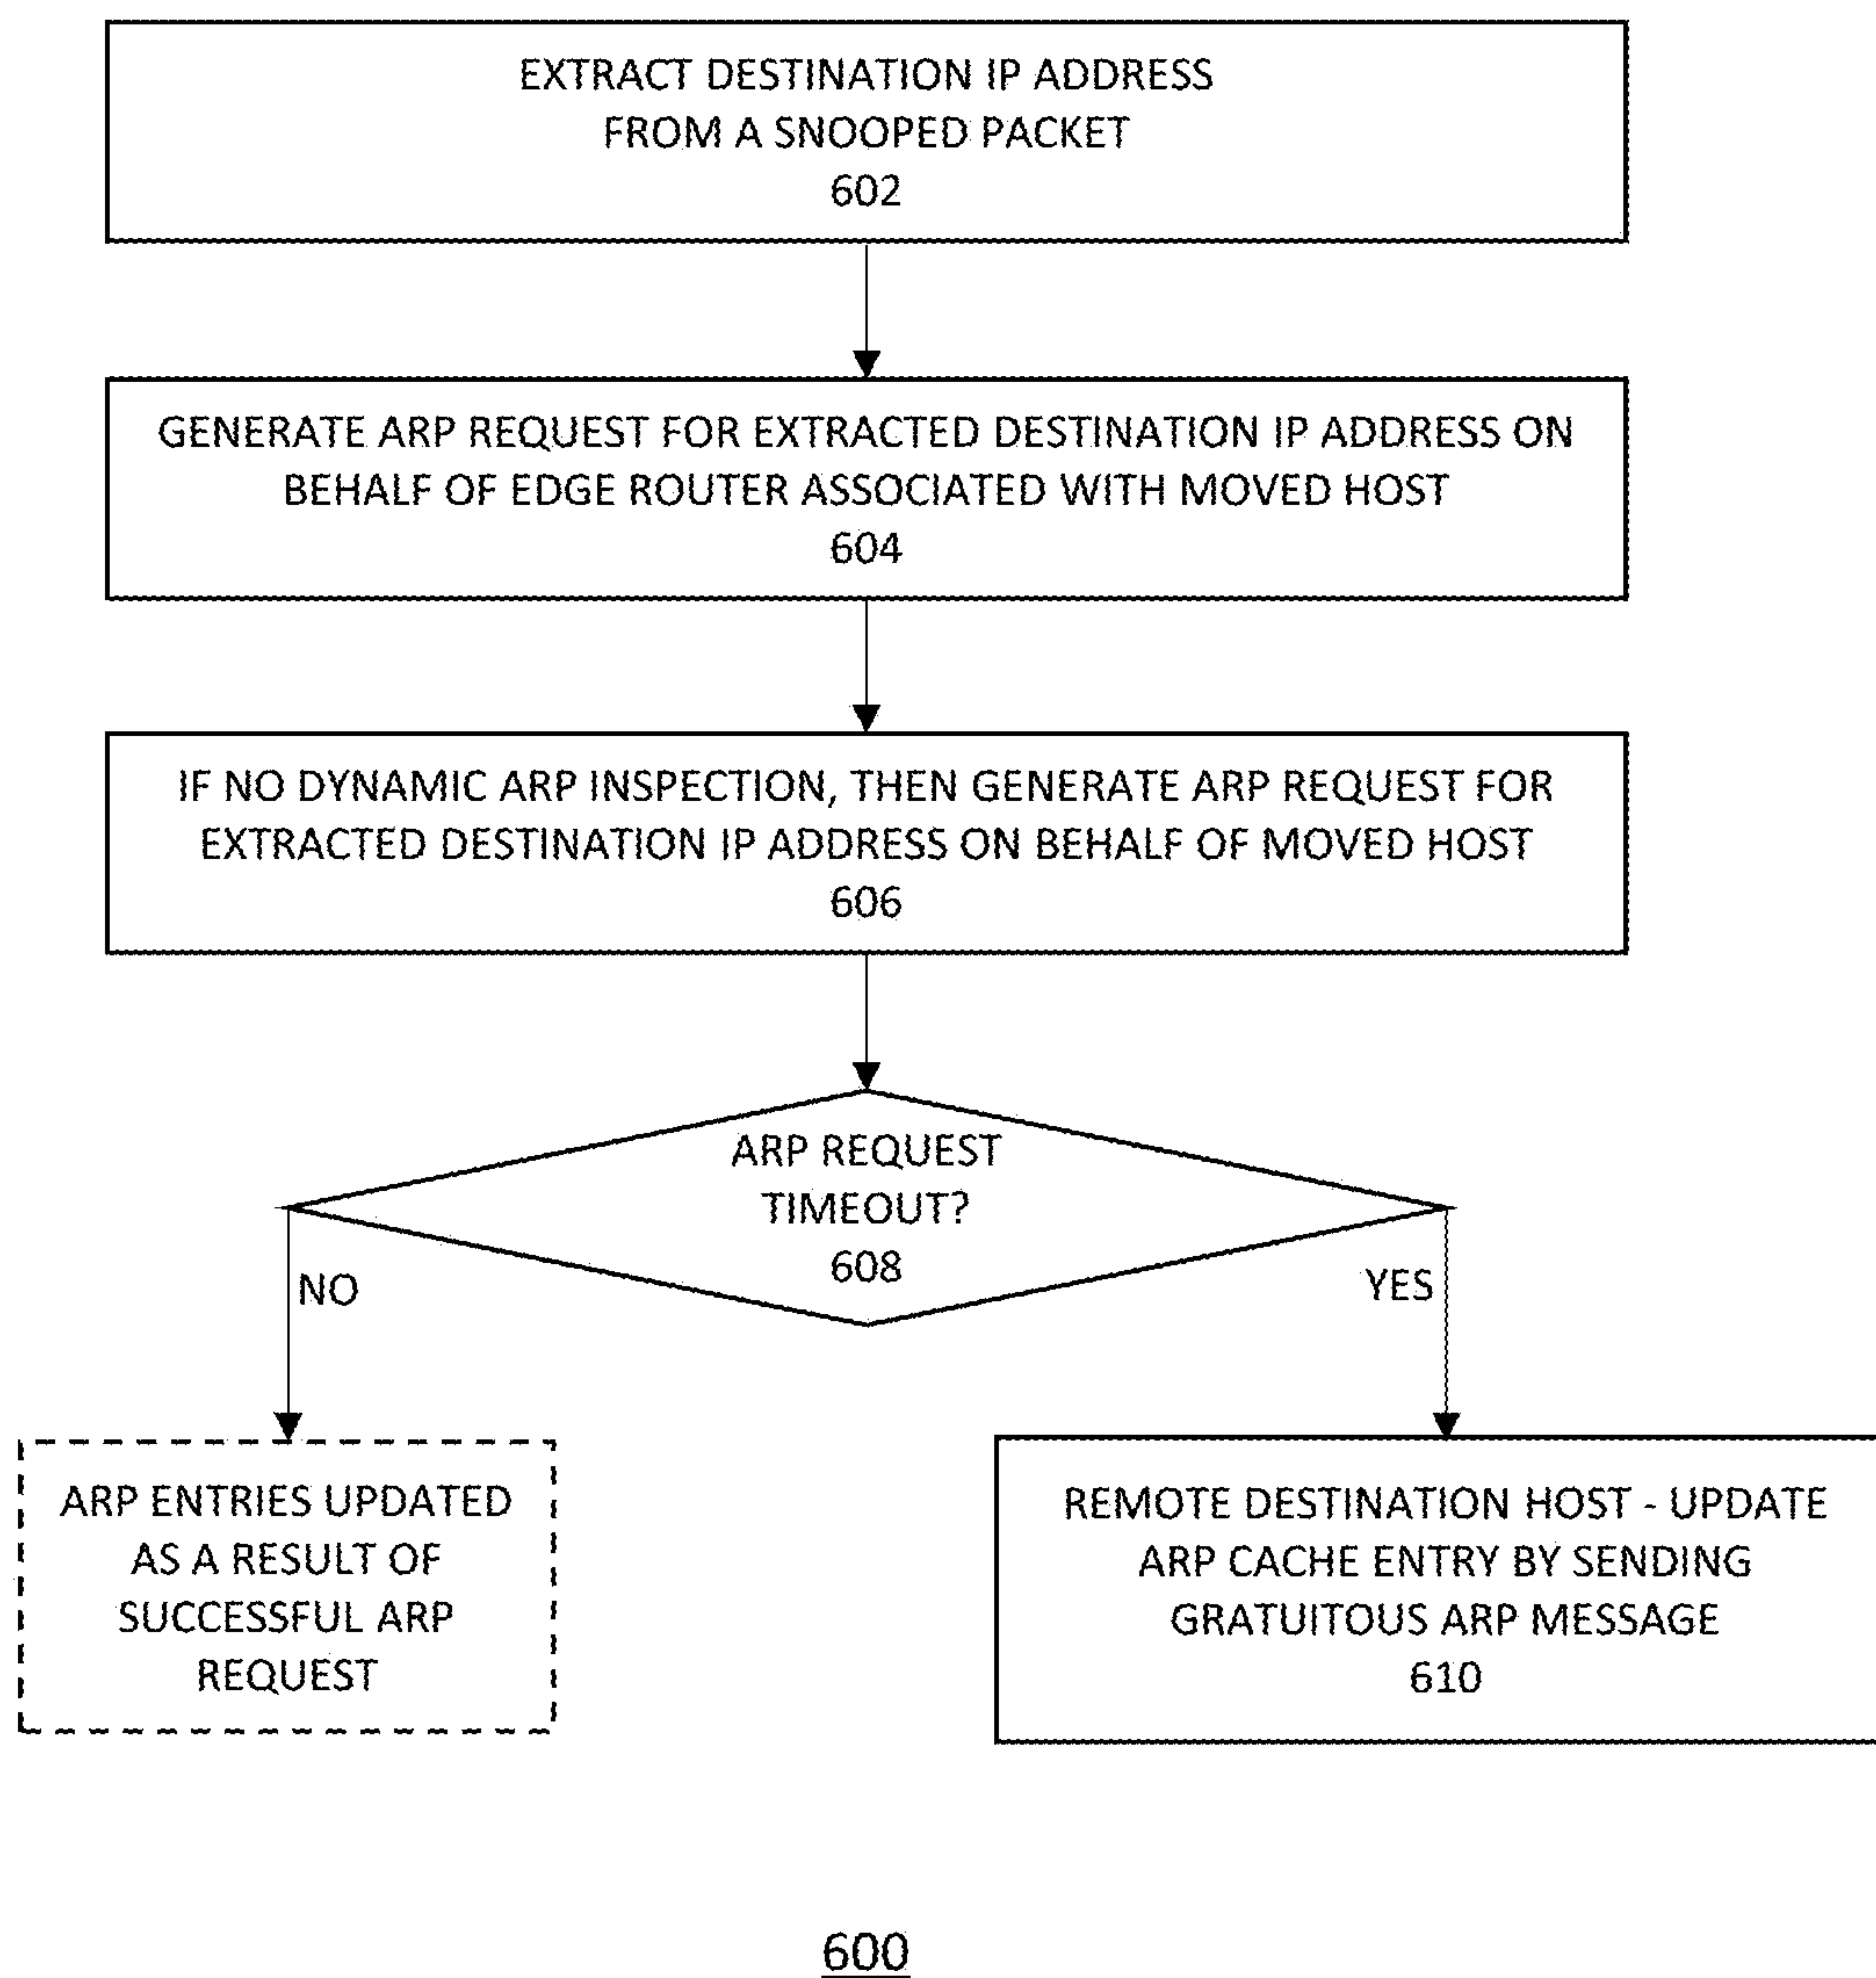 EXTRACT DESTINATION IP ADDRESS
FROM A SNOOPED PACKET
602
GENERATE ARP REQUEST FOR EXTRACTED DESTINATION IP ADDRESS ON
BEHALF OF EDGE ROUTER ASSOCIATED WITH MOVED HOST
604
IF NO DYNAMIC ARP INSPECTION, THEN GENERATE ARP REQUEST FOR
EXTRACTED DESTINATION IP ADDRESS ON BEHALF OF MOVED HOST
606
ARP REQUEST
TIMEOUT?
608
NO
YES
ARP ENTRIES UPDATED
AS A RESULT OF
SUCCESSFUL ARP
REQUEST
REMOTE DESTINATION HOST - UPDATE
ARP CACHE ENTRY BY SENDING
GRATUITOUS ARP MESSAGE
610
600